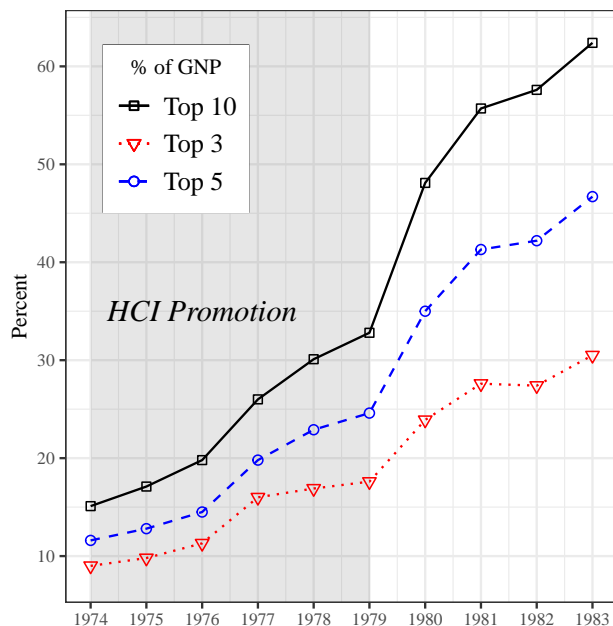 60
50
40
30
20
10
Percent
% of GNP
Top 10
Top 3
Top 5
HCI Promotion
1974 1975 1976 1977 1978 1979 1980 1981 1982 1983